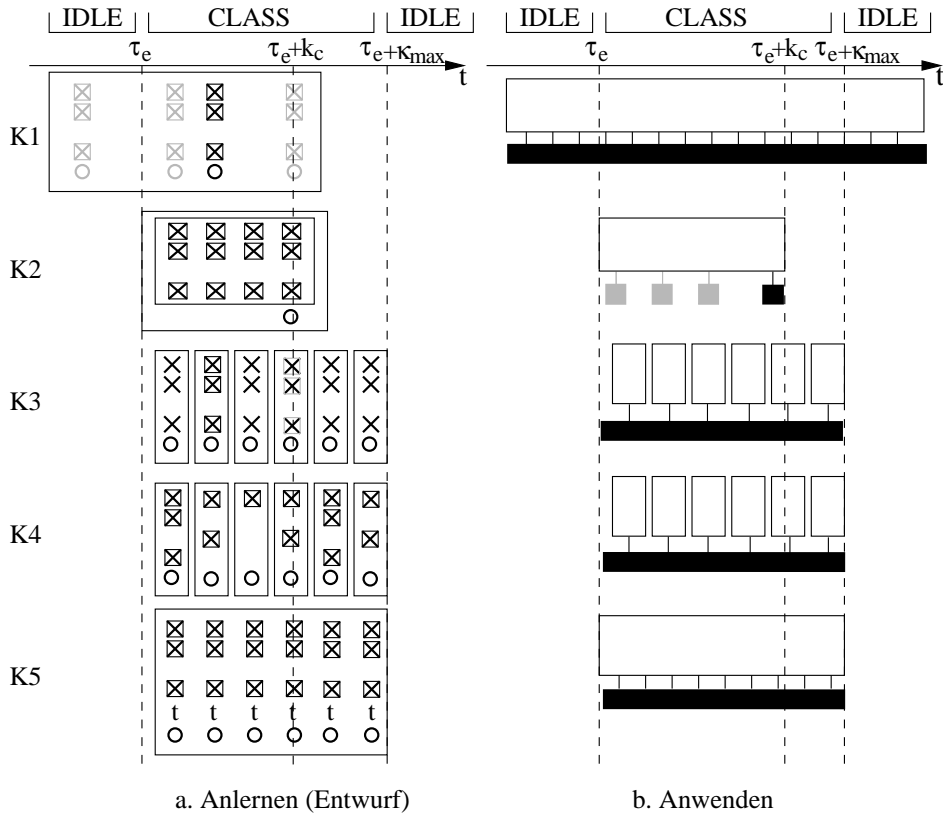 IDLE CLASS IDLE IDLE CLASS IDLE
τe τe+kc τe+κmax τe τe+kc τe+κmax
t t
K1
K2
K3
K4
K5
t t t t t t
a. Anlernen (Entwurf) b. Anwenden